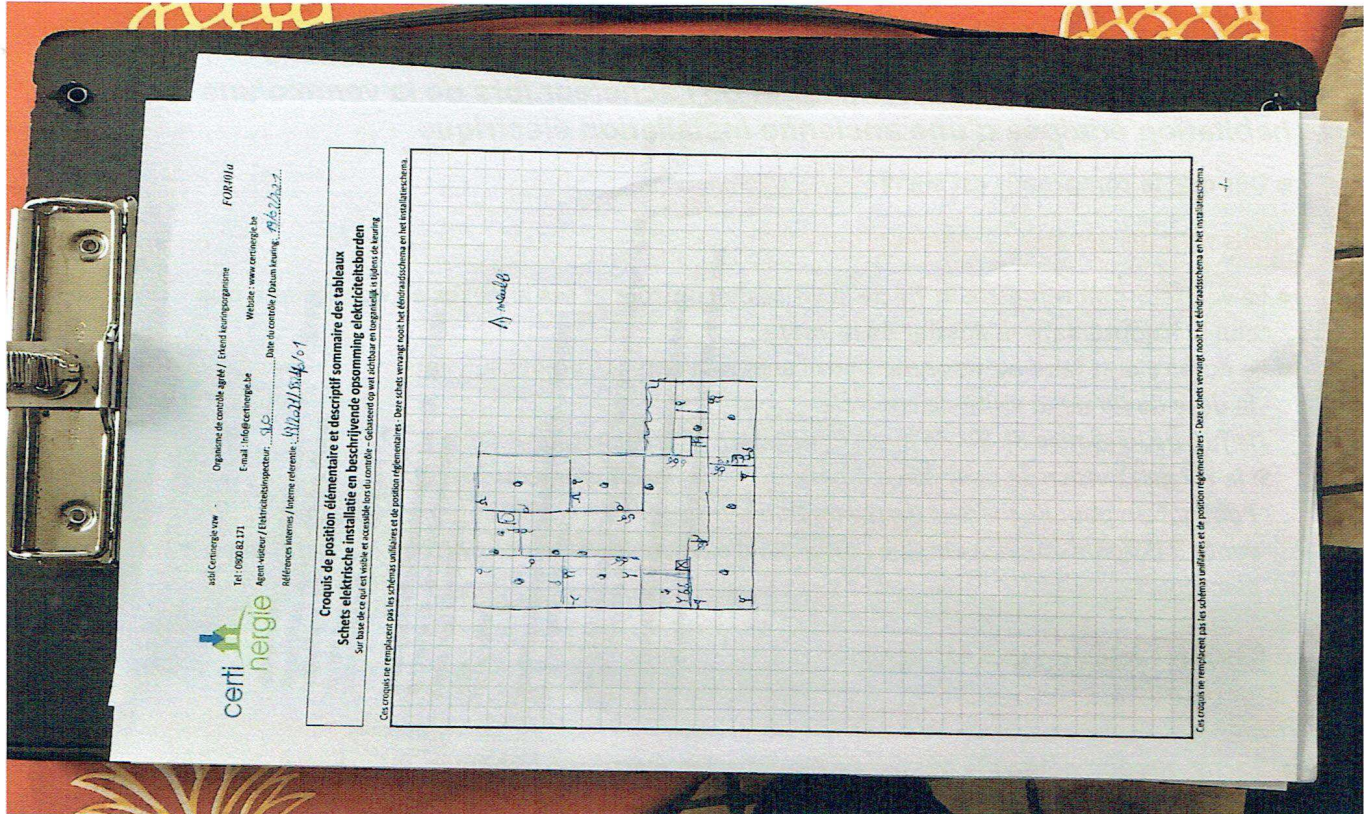 certi
nergie
asbl Certinergie vzw - Organisme de contrôle agréé / Erkend keuringsorganisme FOR101a
Tel : 0800 82 171 E-mail : info@certinergie.be Website : www.certinergie.be
Agent-visiteur / Elektriciteitsinspecteur: Date du contrôle / Datum keuring:
Références internes / Interne referentie :
Croquis de position élémentaire et descriptif sommaire des tableaux
Schets elektrische installatie en beschrijvende opsomming elektriciteitsborden
Sur base de ce qui est visible et accessible lors du contrôle – Gebaseerd op wat zichtbaar en toegankelijk is tijdens de keuring
Ces croquis ne remplacent pas les schémas unifilaires et de position réglementaires - Deze schets vervangt nooit het ééndraadsschema en het installatieschema.
Ces croquis ne remplacent pas les schémas unifilaires et de position réglementaires - Deze schets vervangt nooit het ééndraadsschema en het installatieschema
-1-